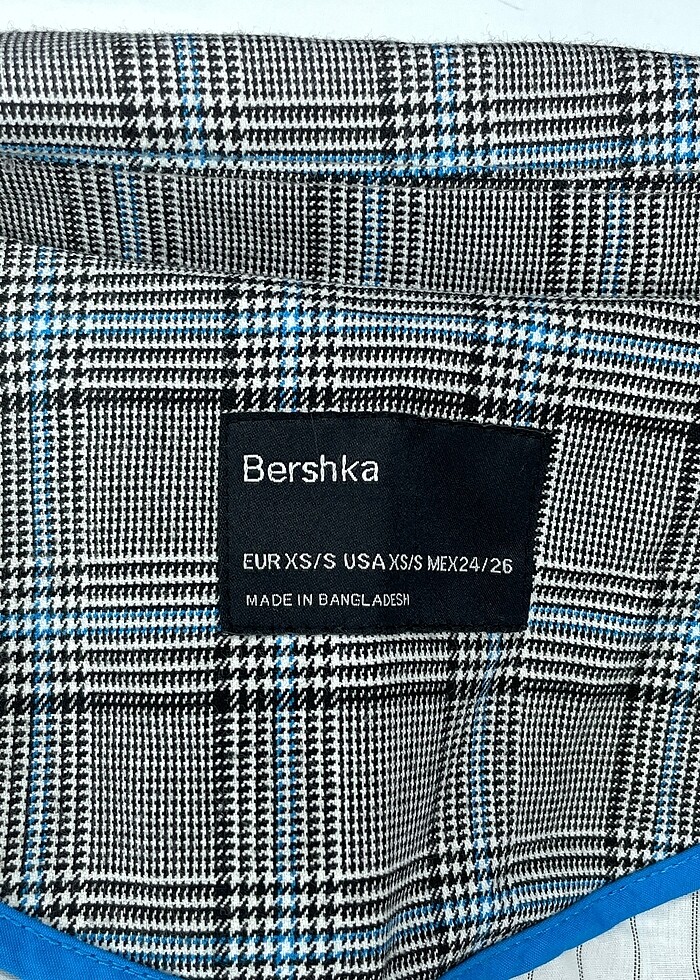 Bershka
EUR XS/S USA XS/S MEX 24/26
MADE IN BANGLADESH